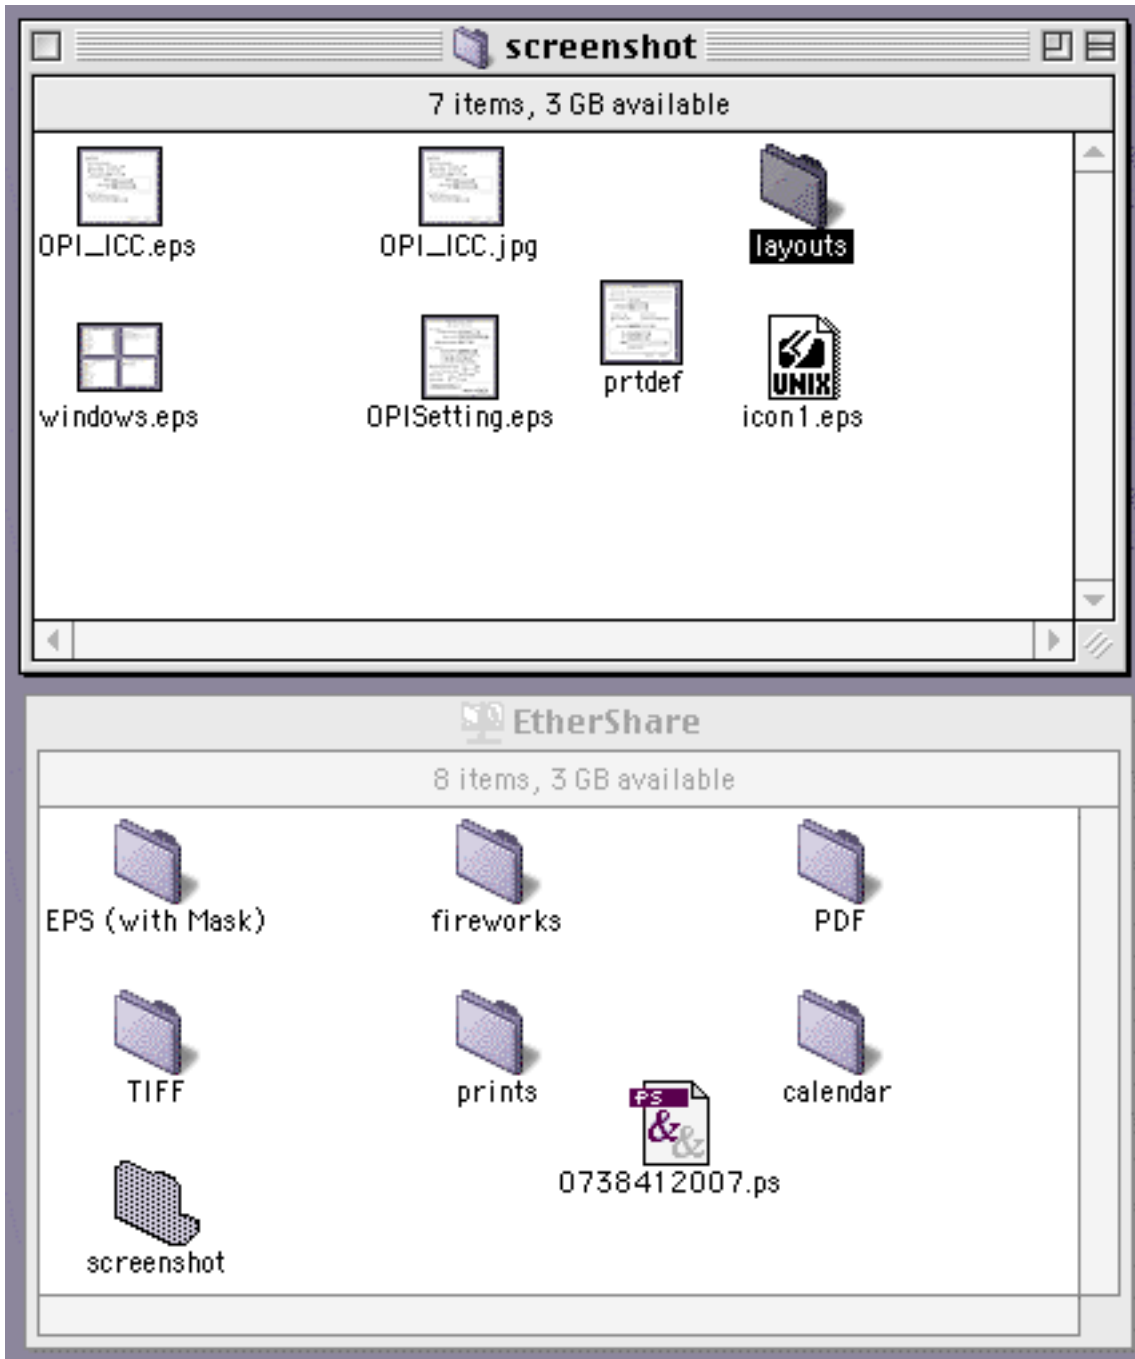 screenshot
7 items, 3 GB available
OPI_ICC.eps
OPI_ICC.jpg
layouts
windows.eps
OPISetting.eps
prtdef
UNIX
icon1.eps
EtherShare
8 items, 3 GB available
EPS (with Mask)
fireworks
PDF
TIFF
prints
calendar
PS
&&
0738412007.ps
screenshot